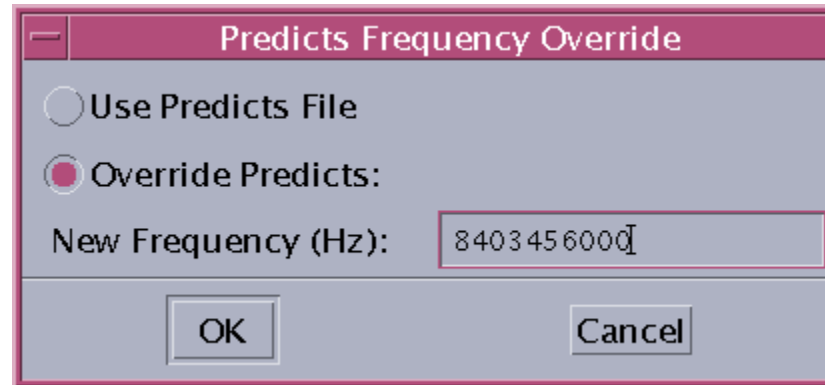 Predicts Frequency Override
Use Predicts File
Override Predicts:
New Frequency (Hz): 8403456000
OK Cancel